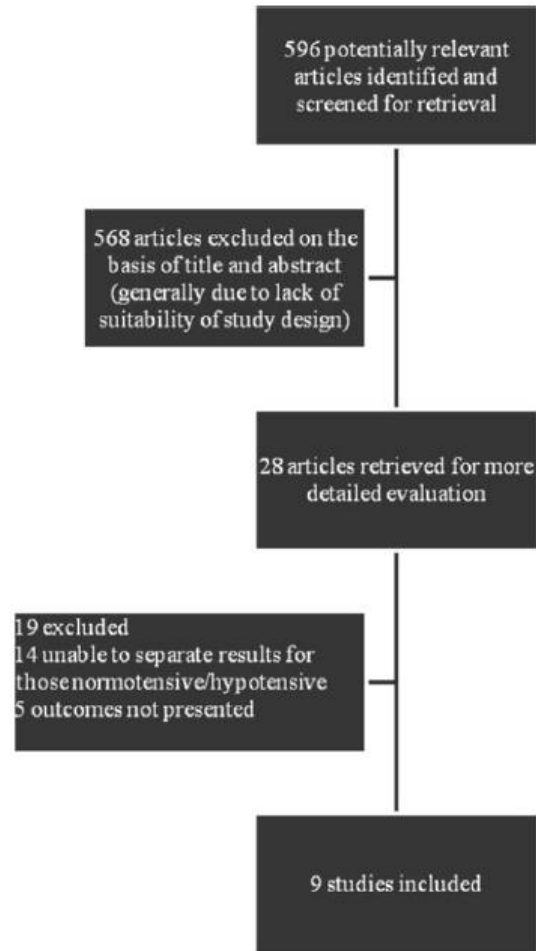 596 potentially relevant
articles identified and
screened for retrieval
568 articles excluded on the
basis of title and abstract
(generally due to lack of
suitability of study design)
28 articles retrieved for more
detailed evaluation
19 excluded
14 unable to separate results for
those normotensive/hypotensive
5 outcomes not presented
9 studies included